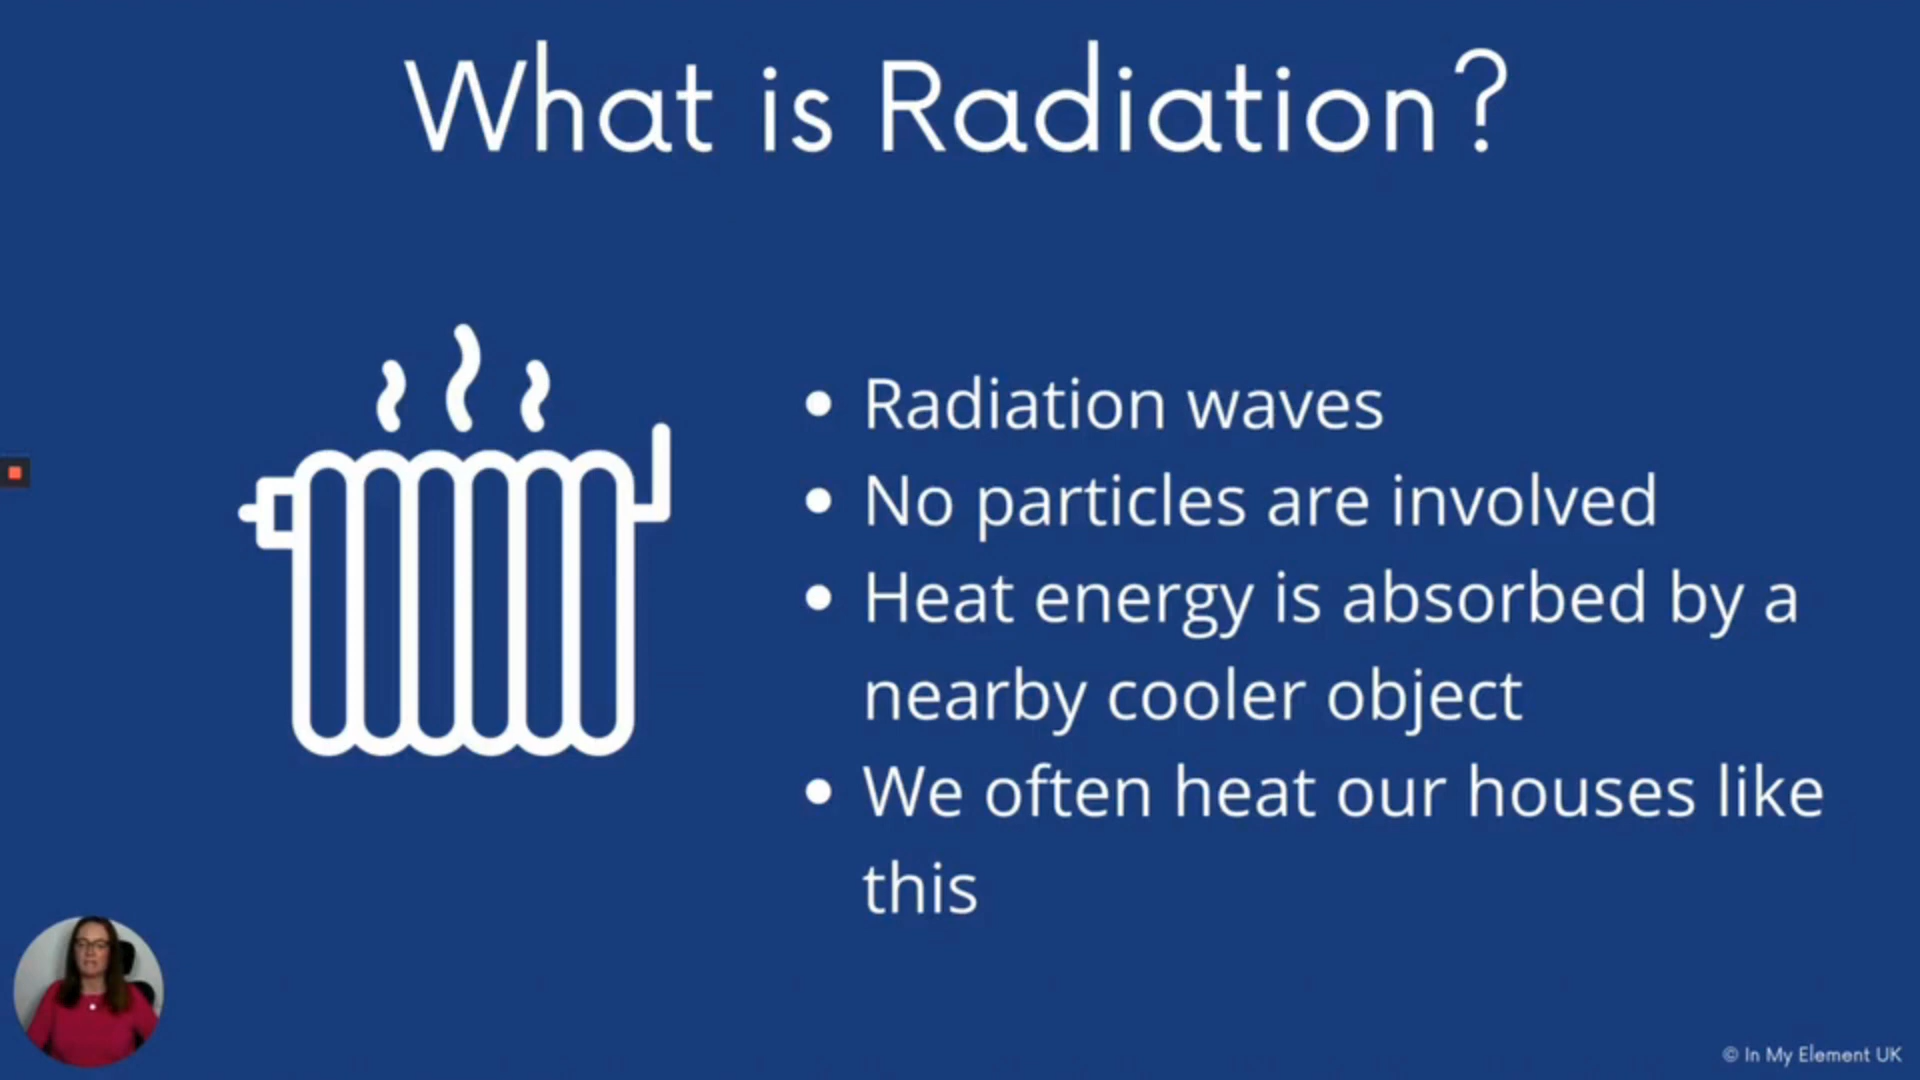 What is Radiation?
• Radiation waves
• No particles are involved
• Heat energy is absorbed by a
nearby cooler object
• We often heat our houses like
this
© In My Element UK